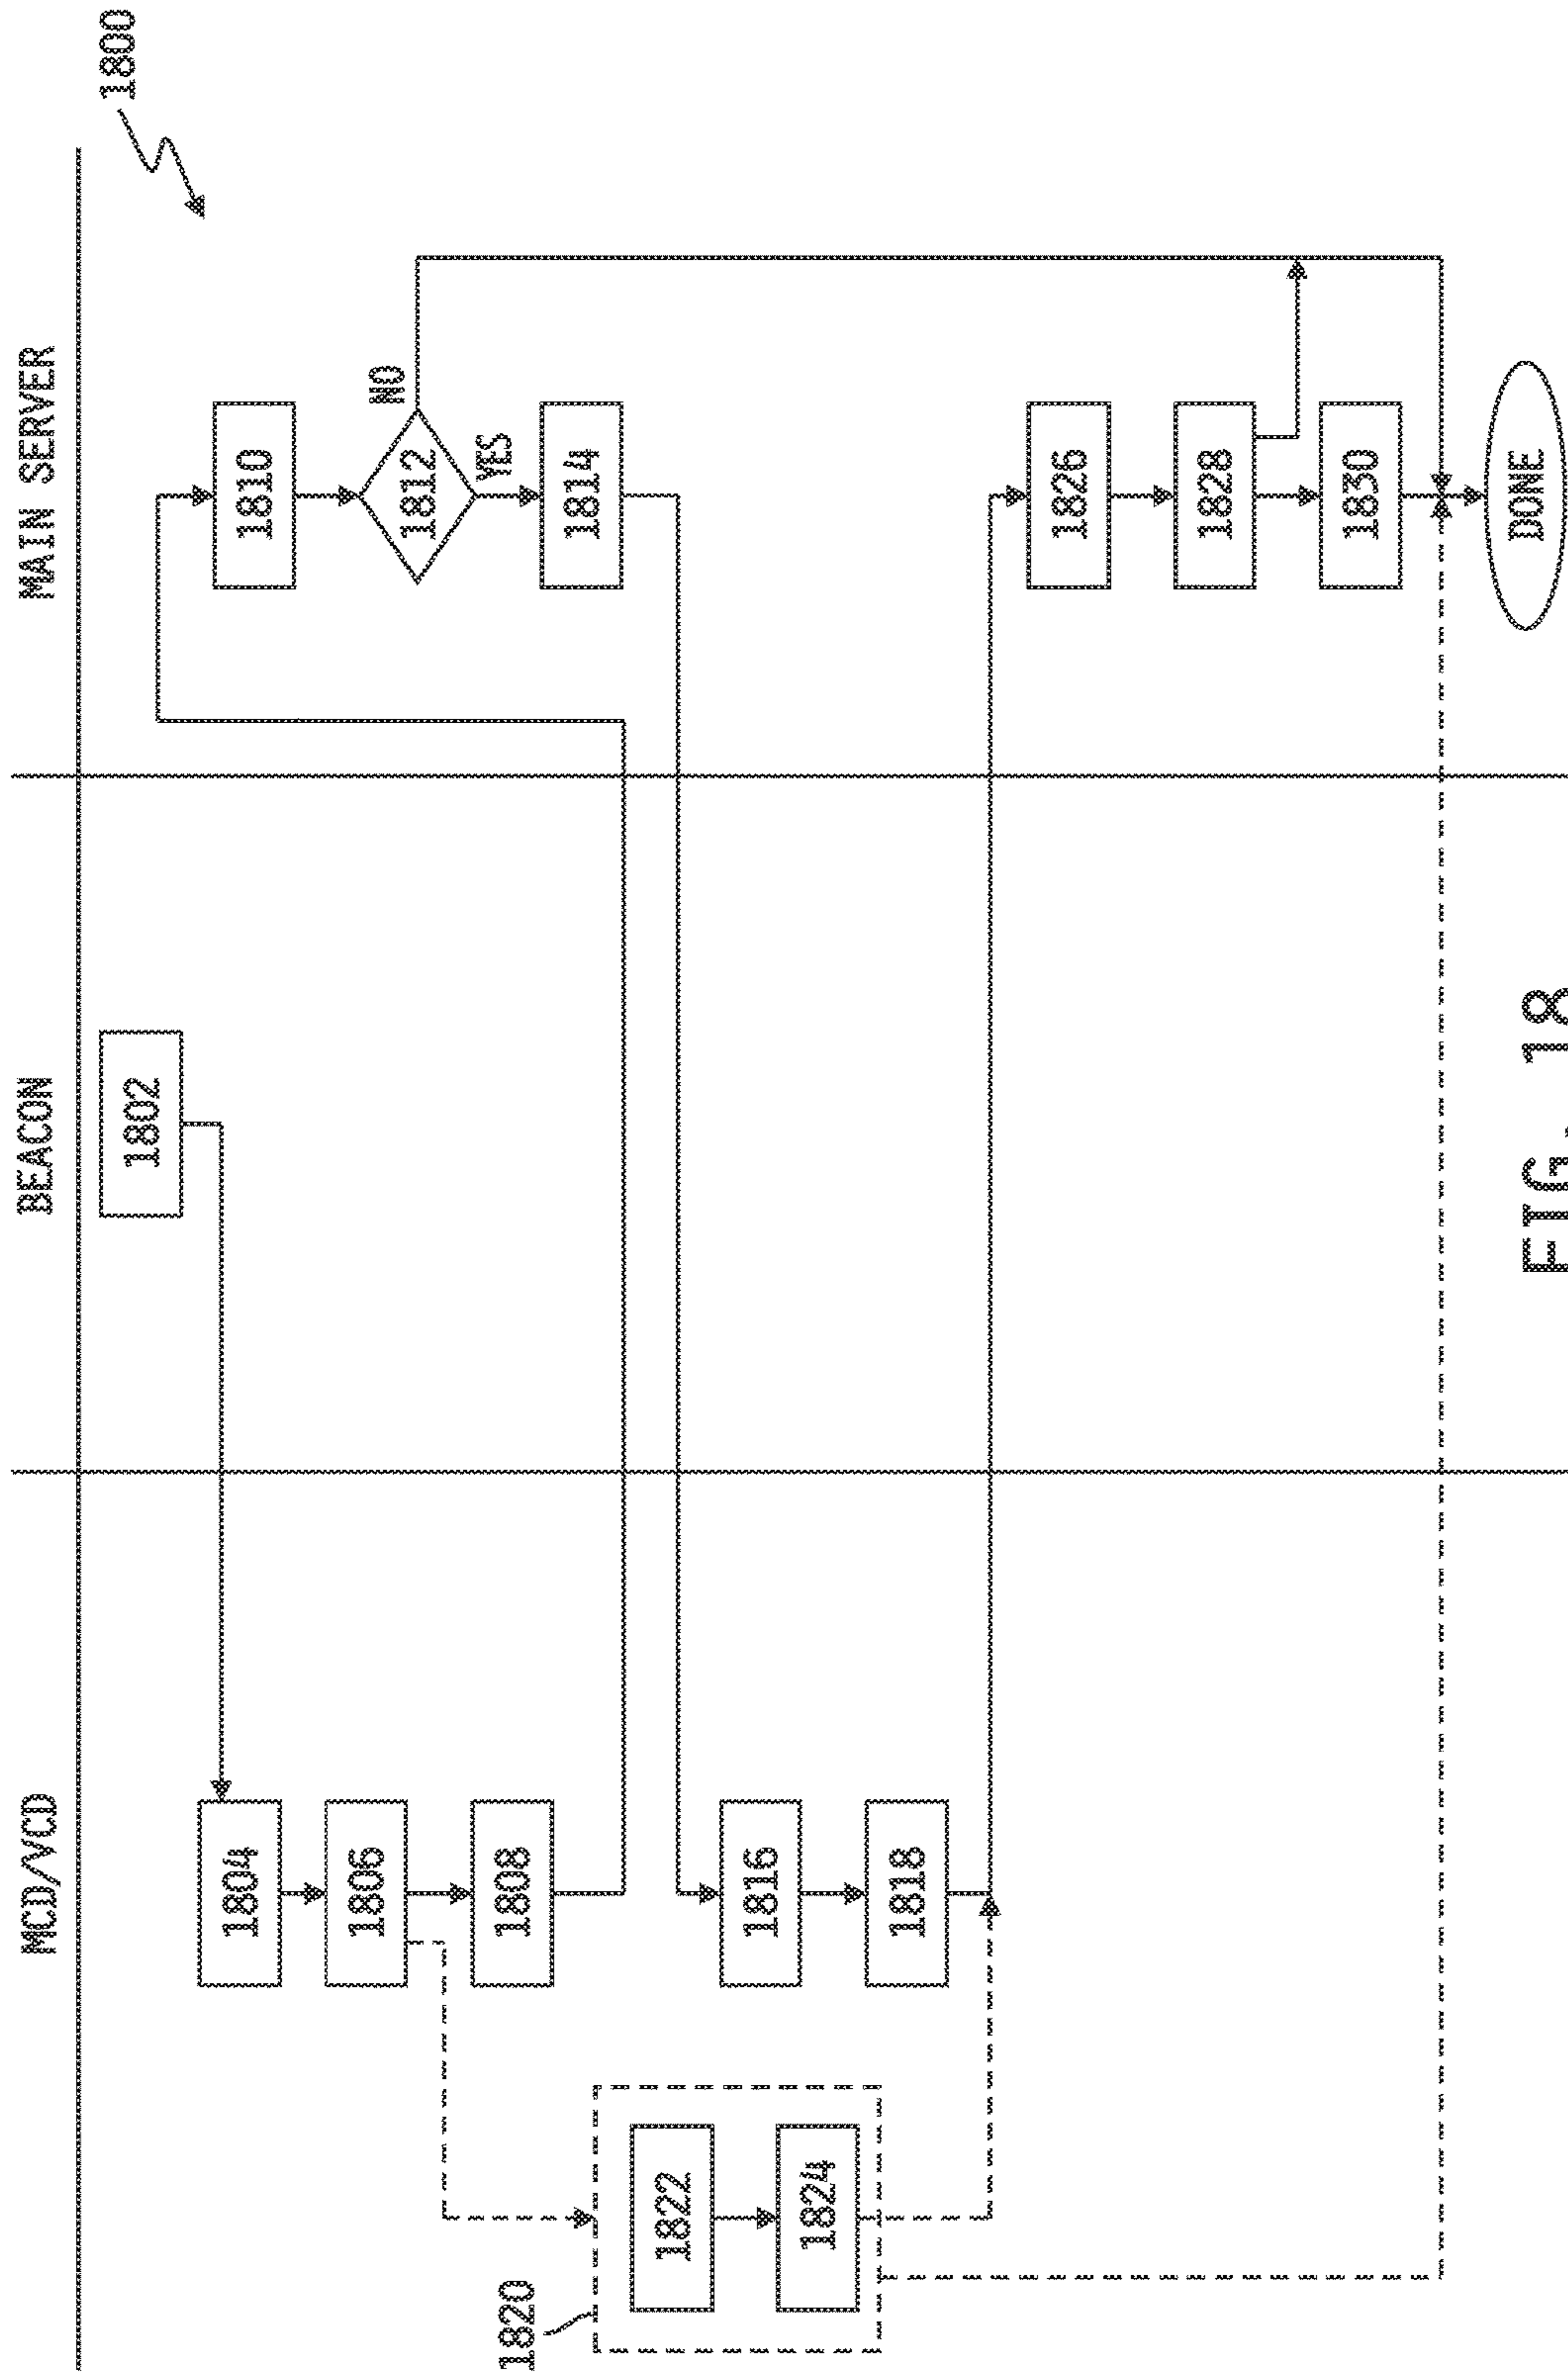 1800
MCD/VCD
BEACON
MAIN SERVER
1802
1804
1806
1808
1810
1812
NO
YES
1814
1816
1818
1820
1822
1824
1826
1828
1830
DONE
FIG. 18